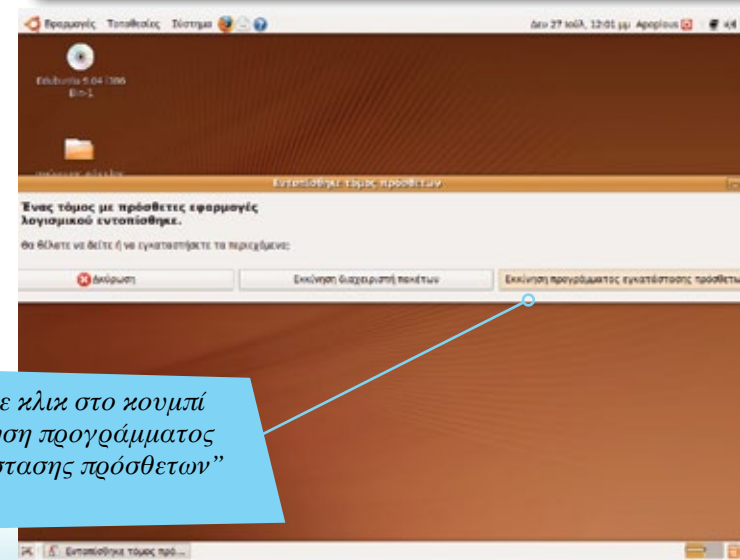 Εφαρμογές Τοποθεσίες Σύστημα
Δευ 27 Ιούλ, 12:01 μμ
Edubuntu 9.04 i386
Bin-1
Εντοπίσθηκε τόμος πρόσθετων
Ένας τόμος με πρόσθετες εφαρμογές
λογισμικού εντοπίσθηκε.
Θα θέλατε να δείτε ή να εγκαταστήσετε τα περιεχόμενα;
Ακύρωση
Εκκίνηση διαχειριστή πακέτων
Εκκίνηση προγράμματος εγκατάστασης πρόσθετω
ε κλικ στο κουμπί
ση προγράμματος
στασης πρόσθετων”
Εντοπίσθηκε τόμος πρό...